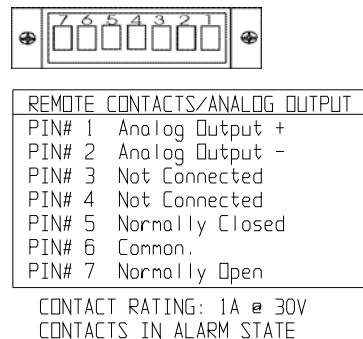 7 6 5 4 3 2 1
REMOTE CONTACTS/ANALOG OUTPUT
PIN# 1 Analog Output +
PIN# 2 Analog Output -
PIN# 3 Not Connected
PIN# 4 Not Connected
PIN# 5 Normally Closed
PIN# 6 Common.
PIN# 7 Normally Open
CONTACT RATING: 1A @ 30V
CONTACTS IN ALARM STATE